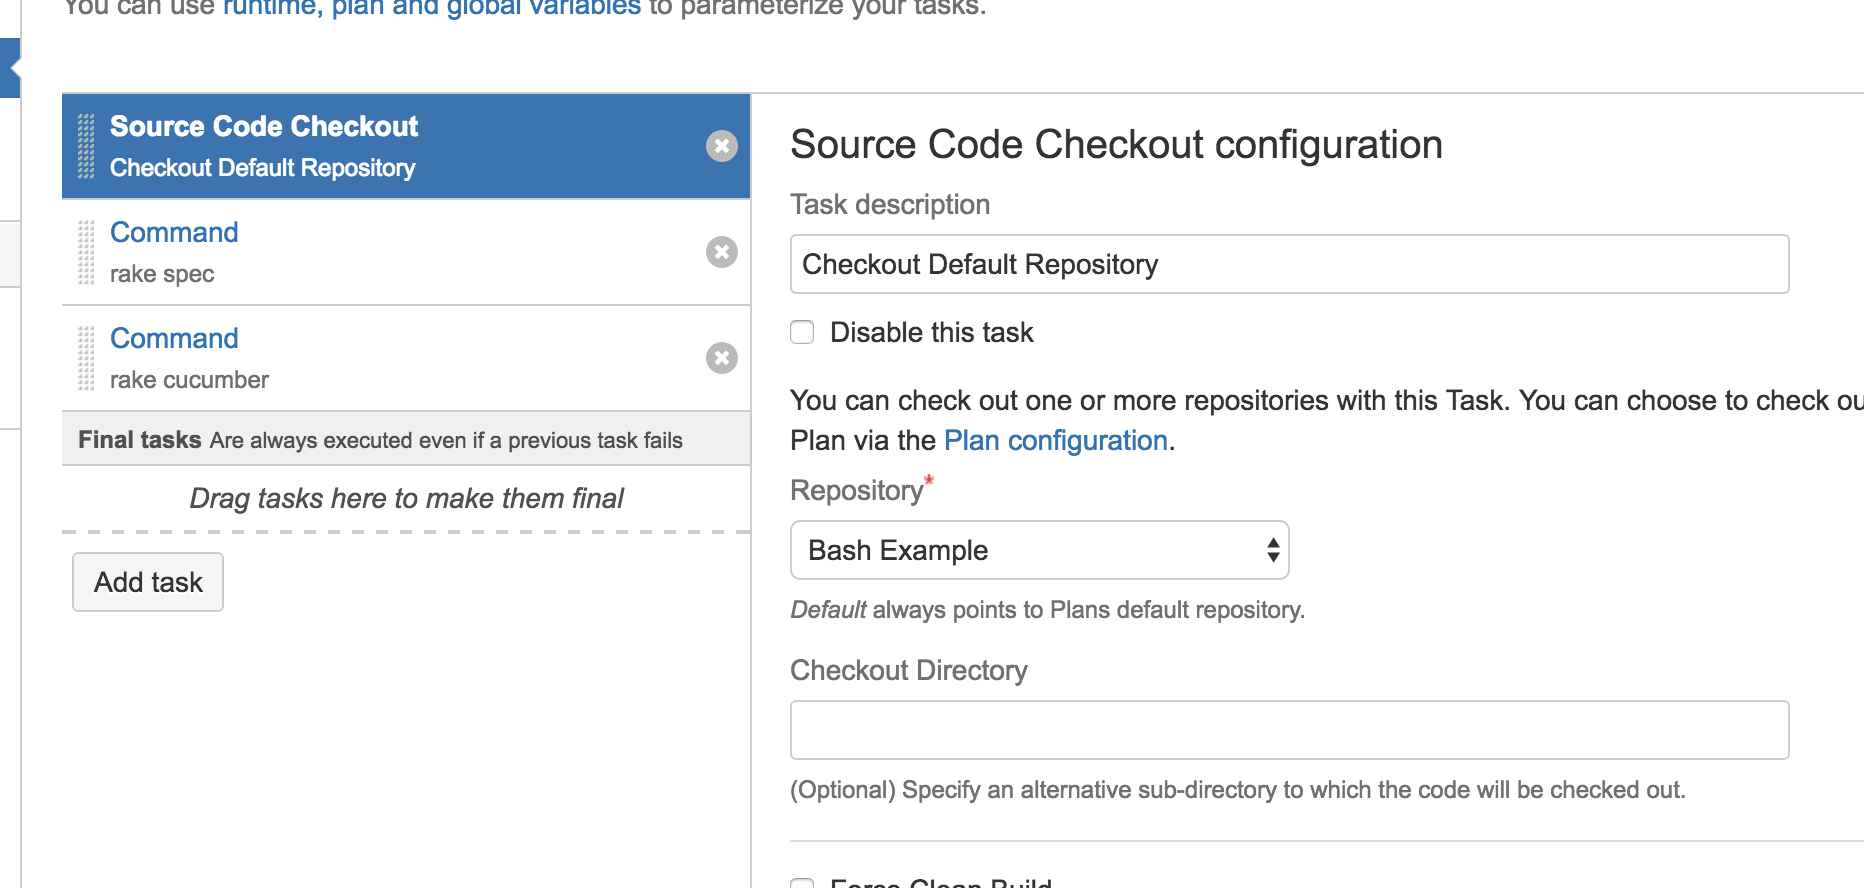 You can use runtime, plan and global variables to parameterize your tasks.
Source Code Checkout
Checkout Default Repository
Command
rake spec
Command
rake cucumber
Final tasks Are always executed even if a previous task fails
Drag tasks here to make them final
Add task
Source Code Checkout configuration
Task description
Checkout Default Repository
Disable this task
You can check out one or more repositories with this Task. You can choose to check ou
Plan via the Plan configuration.
Repository*
Bash Example
Default always points to Plans default repository.
Checkout Directory
(Optional) Specify an alternative sub-directory to which the code will be checked out.
Force Clean Build